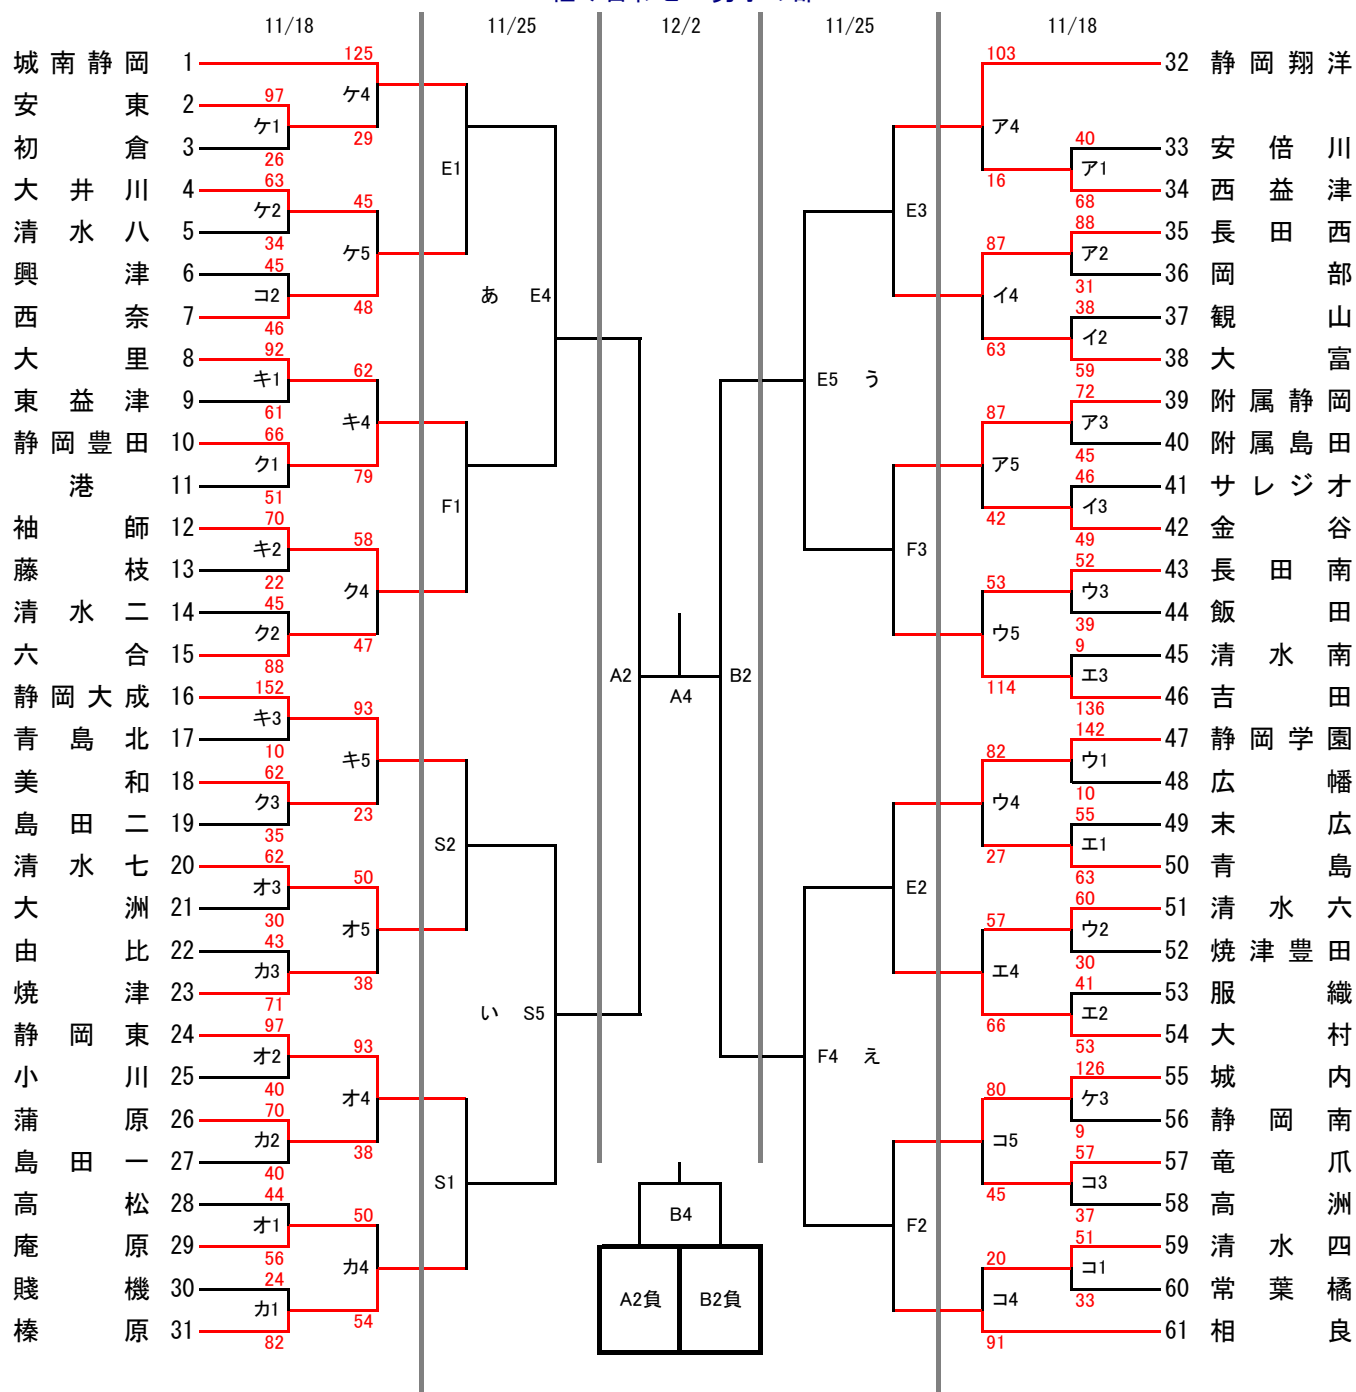 11/18 11/25 12/2 11/25 11/18
城南静岡 1 125 103 32 静岡翔洋
ケ4
安東 2 97
ケ1 ア4
初倉 3 29 40 33 安倍川
26 E1 ア1
大井川 4 63 16 34 西益津
ケ2 45 E3 68
清水八 5 88 35 長田西
34 ケ5 87 ア2
興津 6 45 36 岡部
コ2 あ E4 イ4 31
西奈 7 48 38 37 観山
46 イ2
大里 8 92 63 38 大富
キ1 62 E5 う 59
東益津 9 72 39 附属静岡
61 キ4 87 ア3
静岡豊田 10 66 40 附属島田
ク1 79 ア5 45
港 11 46 41 サレジオ
51 F1 イ3
袖師 12 70 42 42 金谷
キ2 58 F3 49
藤枝 13 52 43 長田南
22 ク4 53 ウ3
清水二 14 45 44 飯田
ク2 47 ウ5 39
六合 15 9 45 清水南
88 A2 B2 エ3
静岡大成 16 152 A4 114 46 吉田
キ3 93 136
青島北 17 142 47 静岡学園
10 キ5 82 ウ1
美和 18 62 48 広幡
ク3 23 ウ4 10
島田二 19 55 49 末広
35 S2 エ1
清水七 20 62 27 50 青島
オ3 50 E2 63
大洲 21 60 51 清水六
30 オ5 57 ウ2
由比 22 43 52 焼津豊田
カ3 38 エ4 30
焼津 23 41 53 服織
71 い S5 エ2
静岡東 24 97 66 54 大村
オ2 93 F4 え 53
小川 25 126 55 城内
40 オ4 80 ケ3
蒲原 26 70 56 静岡南
カ2 38 コ5 9
島田一 27 57 57 竜爪
40 S1 コ3
高松 28 44 45 58 高洲
オ1 50 B4 F2 37
庵原 29 51 59 清水四
56 カ4 20 コ1
賤機 30 24 60 常葉橘
カ1 54 A2負 B2負 コ4 33
榛原 31 61 相良
82 91